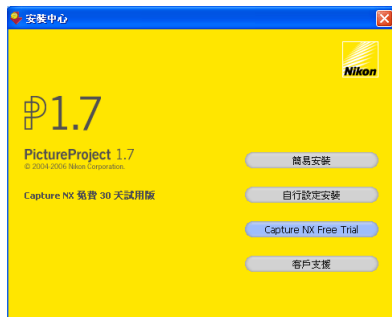 安裝中心
Nikon
P1.7
PictureProject 1.7
© 2004-2006 Nikon Corporation.
簡易安裝
Capture NX 免費 30 天試用版
自行設定安裝
Capture NX Free Trial
客戶支援